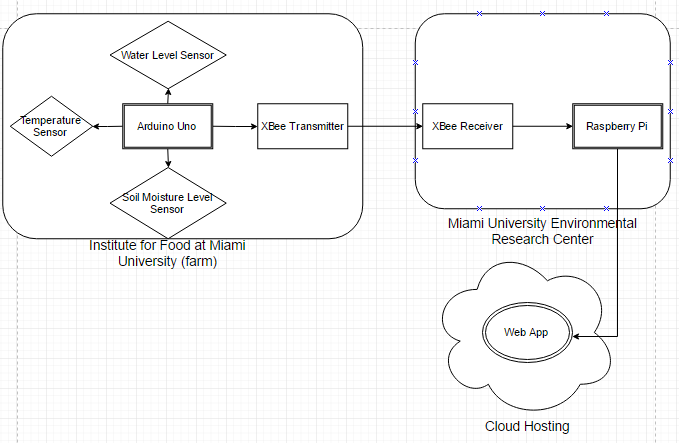 Water Level Sensor
Temperature
Sensor
Arduino Uno
XBee Transmitter
XBee Receiver
Raspberry Pi
Soil Moisture Level
Sensor
Institute for Food at Miami
University (farm)
Miami University Environmental
Research Center
Web App
Cloud Hosting